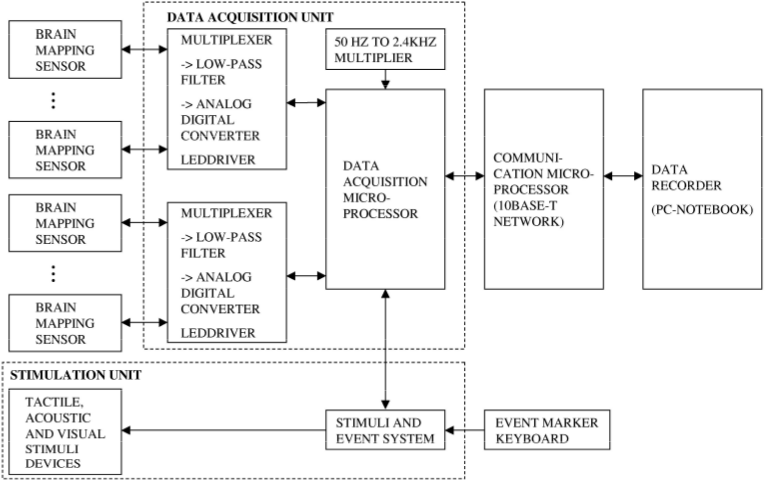 DATA ACQUISITION UNIT
BRAIN
MAPPING
SENSOR
BRAIN
MAPPING
SENSOR
BRAIN
MAPPING
SENSOR
BRAIN
MAPPING
SENSOR
MULTIPLEXER
-> LOW-PASS
FILTER
-> ANALOG
DIGITAL
CONVERTER
LEDDRIVER
MULTIPLEXER
-> LOW-PASS
FILTER
-> ANALOG
DIGITAL
CONVERTER
LEDDRIVER
50 HZ TO 2.4KHZ
MULTIPLIER
DATA
ACQUISITION
MICRO-
PROCESSOR
COMMUNI-
CATION MICRO-
PROCESSOR
(10BASE-T
NETWORK)
DATA
RECORDER
(PC-NOTEBOOK)
STIMULATION UNIT
TACTILE,
ACOUSTIC
AND VISUAL
STIMULI
DEVICES
STIMULI AND
EVENT SYSTEM
EVENT MARKER
KEYBOARD